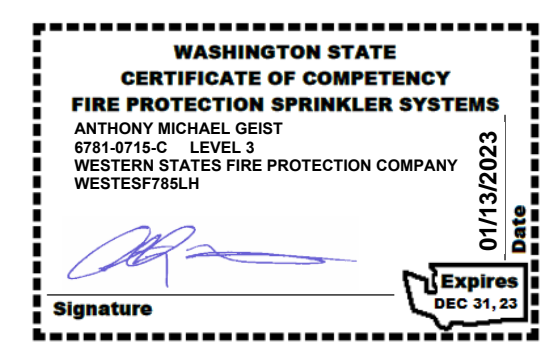 WASHINGTON STATE
CERTIFICATE OF COMPETENCY
FIRE PROTECTION SPRINKLER SYSTEMS
ANTHONY MICHAEL GEIST
6781-0715-C LEVEL 3
WESTERN STATES FIRE PROTECTION COMPANY
WESTESF785LH
01/13/2023
Date
Expires
DEC 31, 23
Signature